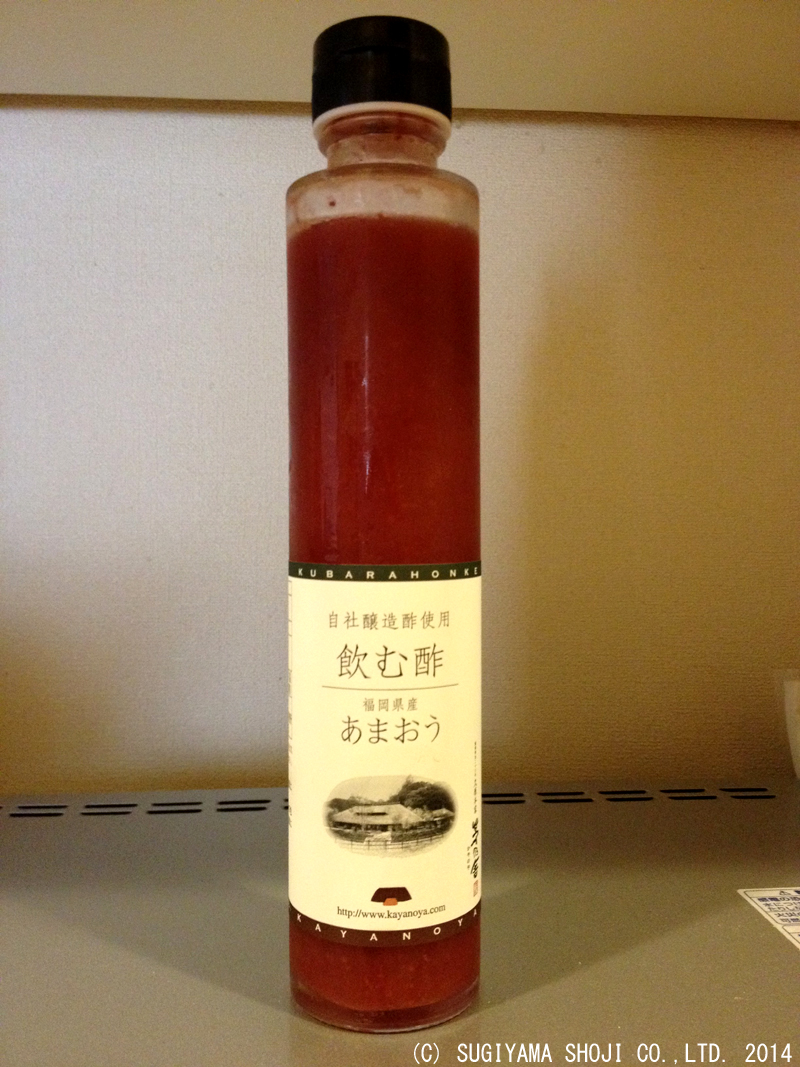 KUBARAHONKE
自社醸造酢使用
飲む酢
福岡県産
あまおう
http://www.kayanoya.com
KAYANOYA
(C) SUGIYAMA SHOJI CO.,LTD. 2014